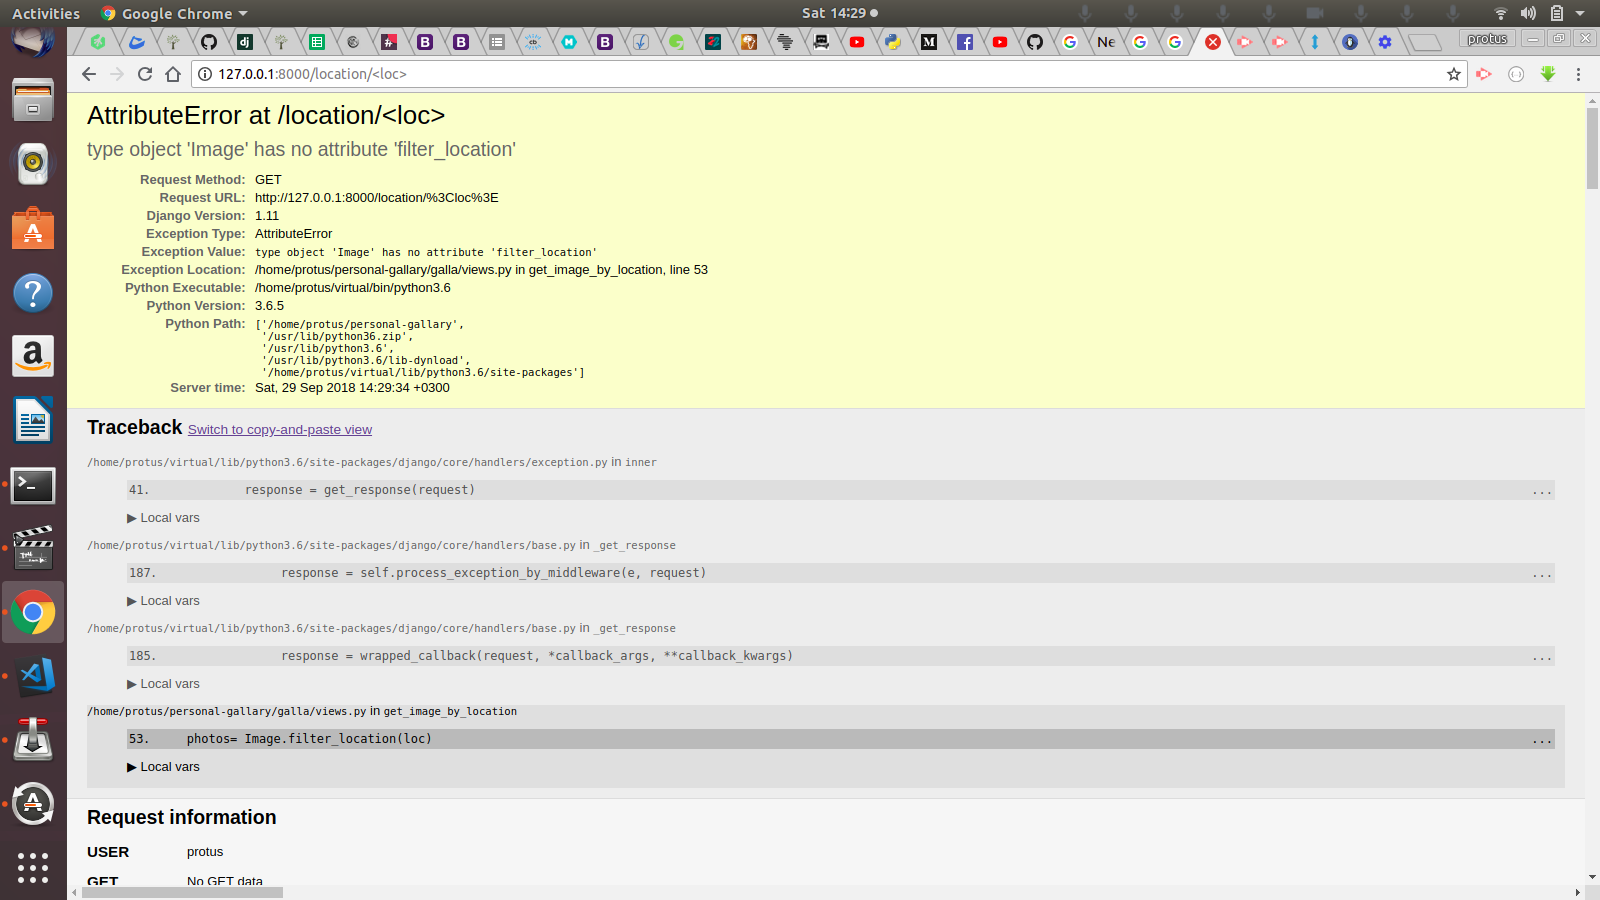 Activities
Google Chrome
Sat 14:29
Ne
protus
127.0.0.1:8000/location/<loc>
AttributeError at /location/<loc>
type object 'Image' has no attribute 'filter_location'
Request Method: GET
Request URL: http://127.0.0.1:8000/location/%3Cloc%3E
Django Version: 1.11
Exception Type: AttributeError
Exception Value: type object 'Image' has no attribute 'filter_location'
Exception Location: /home/protus/personal-gallary/galla/views.py in get_image_by_location, line 53
Python Executable: /home/protus/virtual/bin/python3.6
Python Version: 3.6.5
Python Path: ['/home/protus/personal-gallary',
'/usr/lib/python36.zip',
'/usr/lib/python3.6',
'/usr/lib/python3.6/lib-dynload',
'/home/protus/virtual/lib/python3.6/site-packages']
Server time: Sat, 29 Sep 2018 14:29:34 +0300
Traceback Switch to copy-and-paste view
/home/protus/virtual/lib/python3.6/site-packages/django/core/handlers/exception.py in inner
41. response = get_response(request) ...
▶ Local vars
/home/protus/virtual/lib/python3.6/site-packages/django/core/handlers/base.py in _get_response
187. response = self.process_exception_by_middleware(e, request) ...
▶ Local vars
/home/protus/virtual/lib/python3.6/site-packages/django/core/handlers/base.py in _get_response
185. response = wrapped_callback(request, *callback_args, **callback_kwargs) ...
▶ Local vars
/home/protus/personal-gallary/galla/views.py in get_image_by_location
53. photos= Image.filter_location(loc) ...
▶ Local vars
Request information
USER protus
GET No GET data